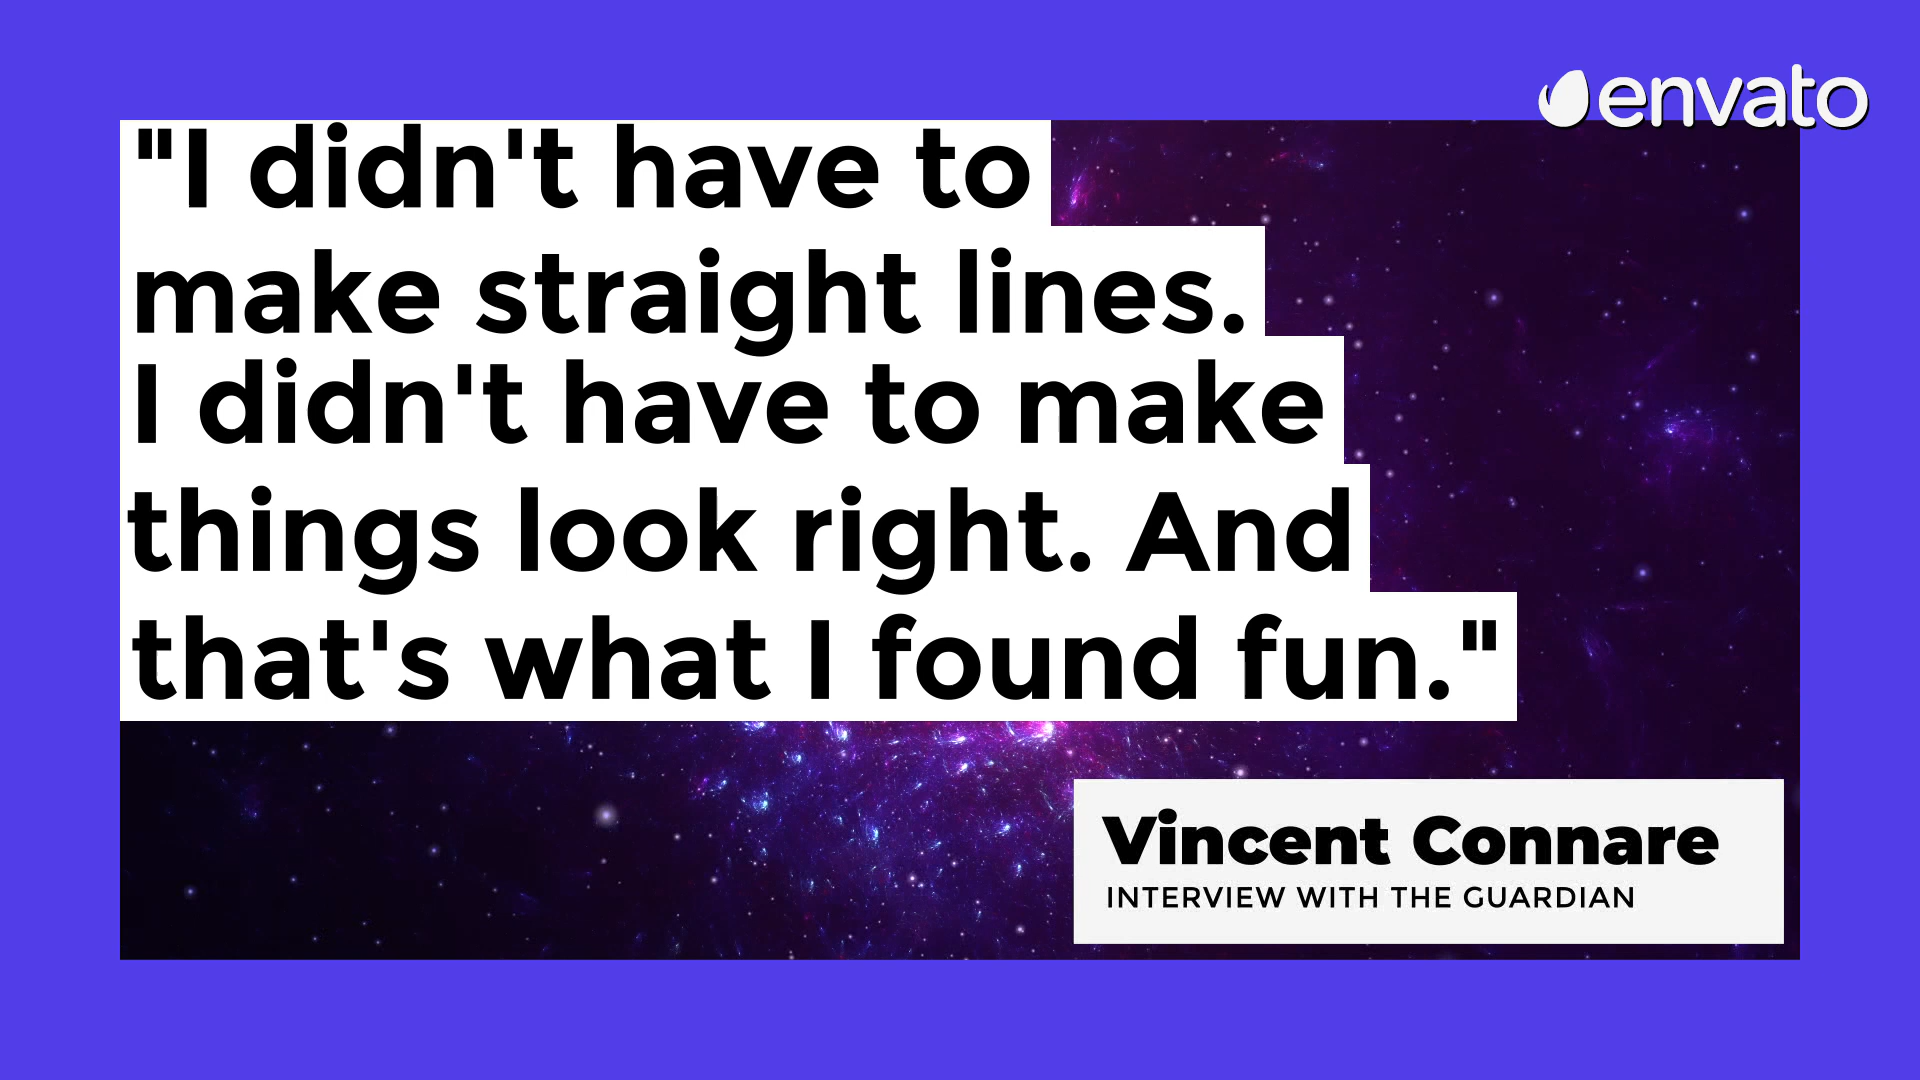 envato
"I didn't have to
make straight lines.
I didn't have to make
things look right. And
that's what I found fun."
Vincent Connare
INTERVIEW WITH THE GUARDIAN